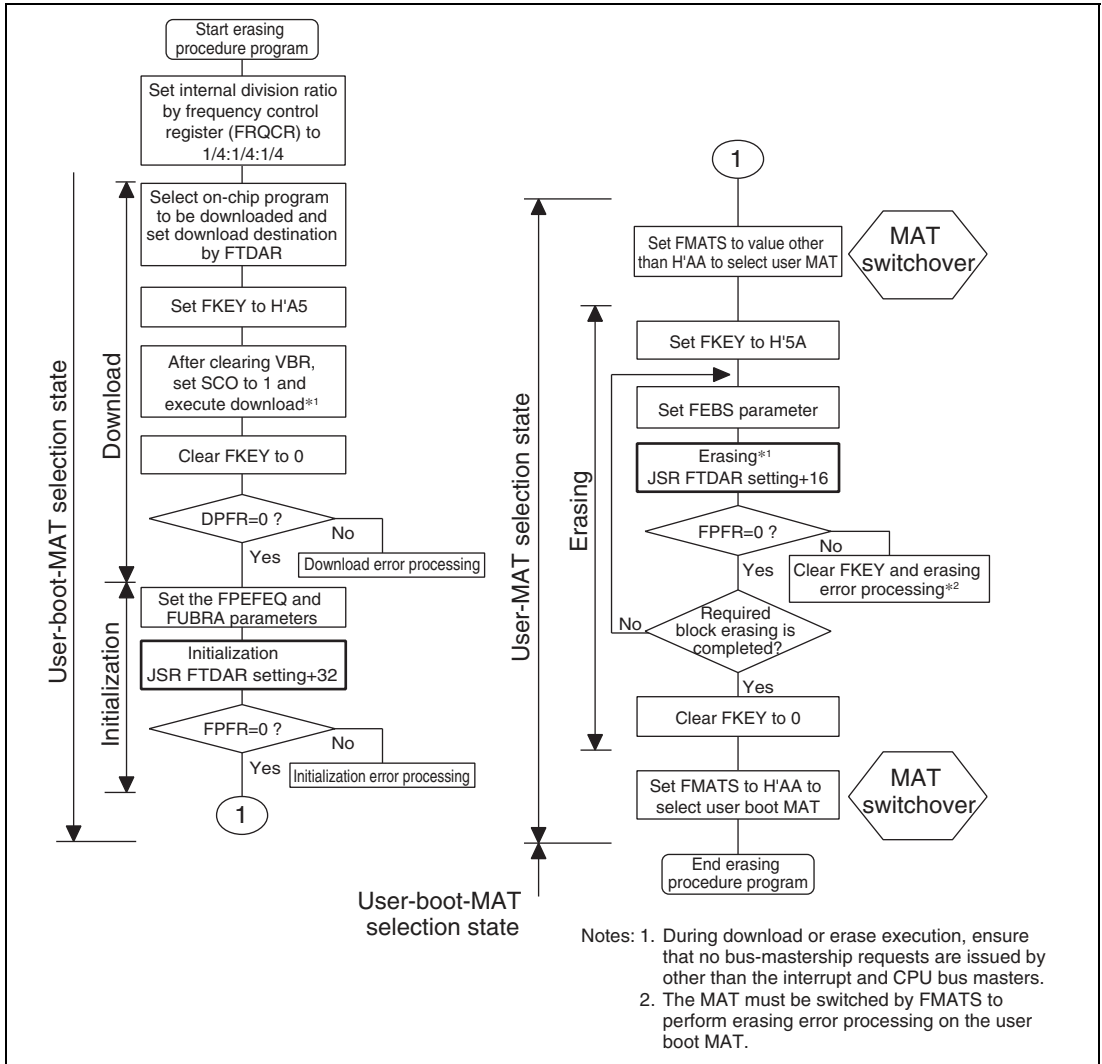 Start erasing
procedure program
Set internal division ratio
by frequency control
register (FRQCR) to
1/4:1/4:1/4
User-boot-MAT selection state
Download
Select on-chip program
to be downloaded and
set download destination
by FTDAR
Set FKEY to H'A5
After clearing VBR,
set SCO to 1 and
execute download*1
Clear FKEY to 0
DPFR=0 ?
No
Yes
Download error processing
Initialization
Set the FPEFEQ and
FUBRA parameters
Initialization
JSR FTDAR setting+32
FPFR=0 ?
No
Yes
Initialization error processing
1
1
User-MAT selection state
Set FMATS to value other
than H'AA to select user MAT
MAT
switchover
Erasing
Set FKEY to H'5A
Set FEBS parameter
Erasing*1
JSR FTDAR setting+16
FPFR=0 ?
No
Yes
Clear FKEY and erasing
error processing*2
Required
block erasing is
completed?
No
Yes
Clear FKEY to 0
Set FMATS to H'AA to
select user boot MAT
MAT
switchover
End erasing
procedure program
User-boot-MAT
selection state
Notes: 1. During download or erase execution, ensure
that no bus-mastership requests are issued by
other than the interrupt and CPU bus masters.
2. The MAT must be switched by FMATS to
perform erasing error processing on the user
boot MAT.